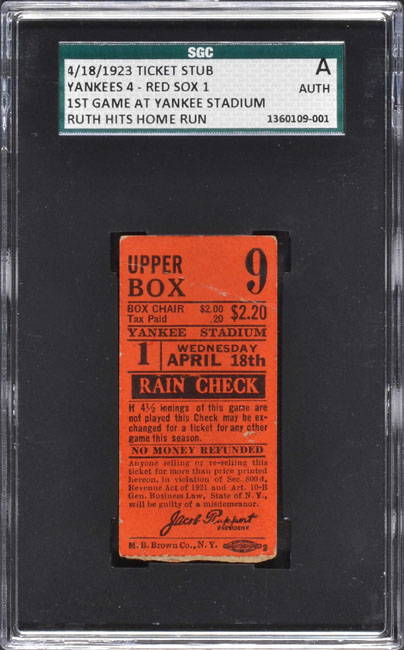 SGC
4/18/1923 TICKET STUB
A
YANKEES 4 - RED SOX 1
AUTH
1ST GAME AT YANKEE STADIUM
RUTH HITS HOME RUN
1360109-001
UPPER
BOX
9
BOX CHAIR $2.00
Tax Paid .20
$2.20
YANKEE STADIUM
1
WEDNESDAY
APRIL 18th
RAIN CHECK
If 4½ innings of this game are
not played this Check may be ex-
changed for a ticket for any other
game this season.
NO MONEY REFUNDED
Anyone selling or re-selling this
ticket for more than price printed
hereon, in violation of Sec. 800d,
Revenue Act of 1921 and Art. 10-B
Gen. Business Law, State of N.Y.,
will be guilty of a misdemeanor.
Jacob Ruppert
PRESIDENT
M. B. Brown Co., N. Y.
2